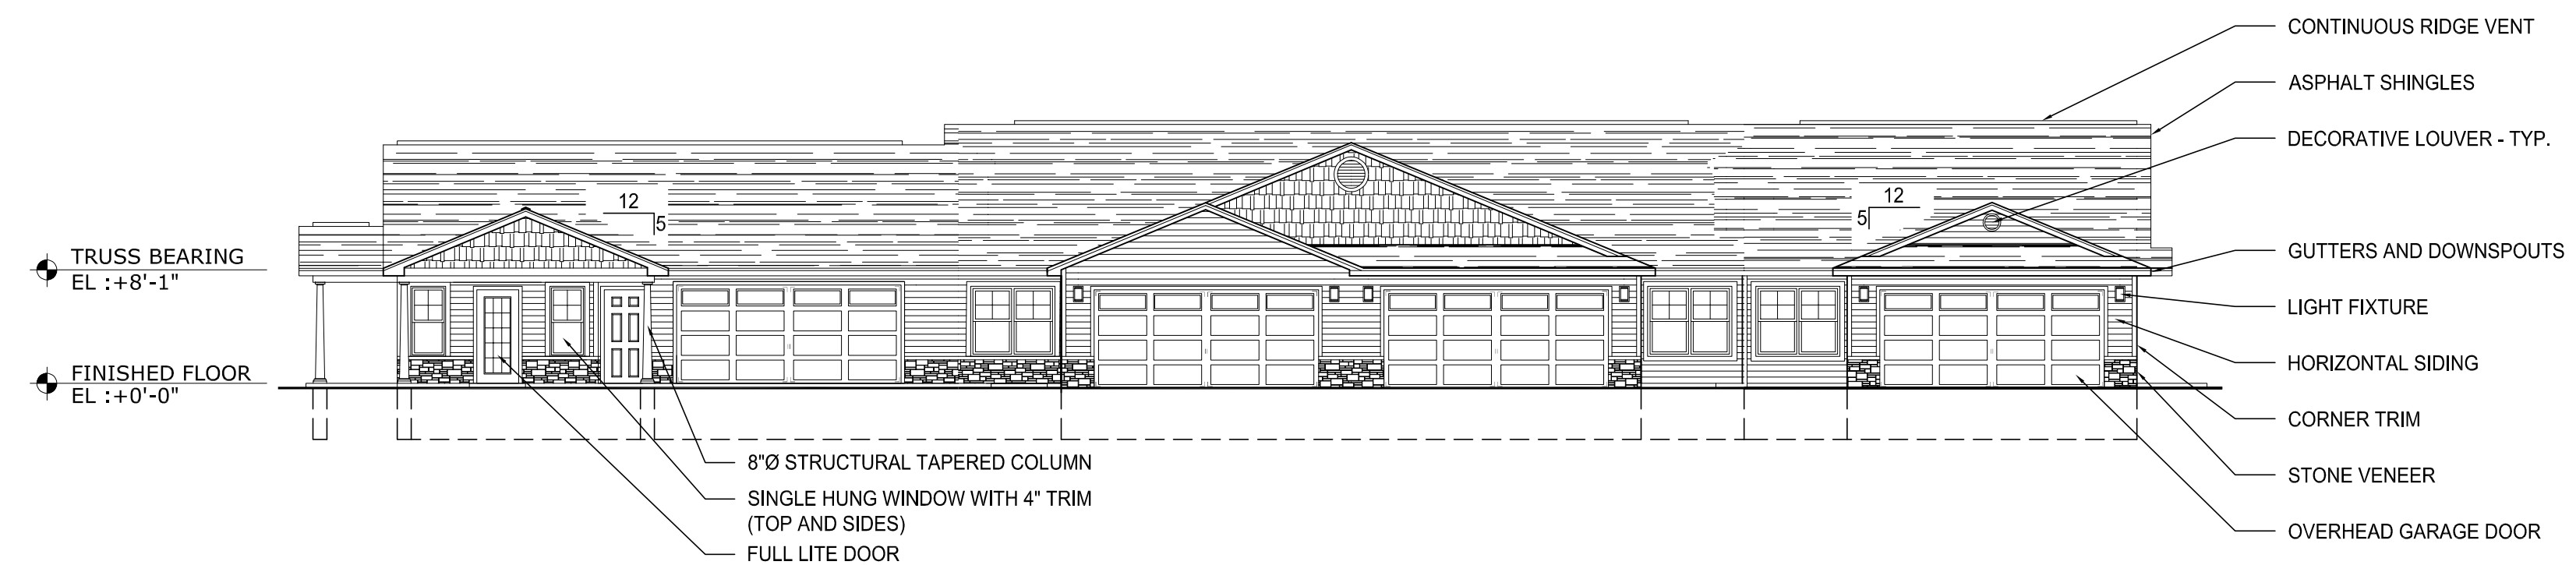 CONTINUOUS RIDGE VENT
ASPHALT SHINGLES
DECORATIVE LOUVER - TYP.
12
5
12
5
TRUSS BEARING
EL :+8'-1"
GUTTERS AND DOWNSPOUTS
LIGHT FIXTURE
HORIZONTAL SIDING
FINISHED FLOOR
EL :+0'-0"
CORNER TRIM
STONE VENEER
OVERHEAD GARAGE DOOR
8"Ø STRUCTURAL TAPERED COLUMN
SINGLE HUNG WINDOW WITH 4" TRIM
(TOP AND SIDES)
FULL LITE DOOR